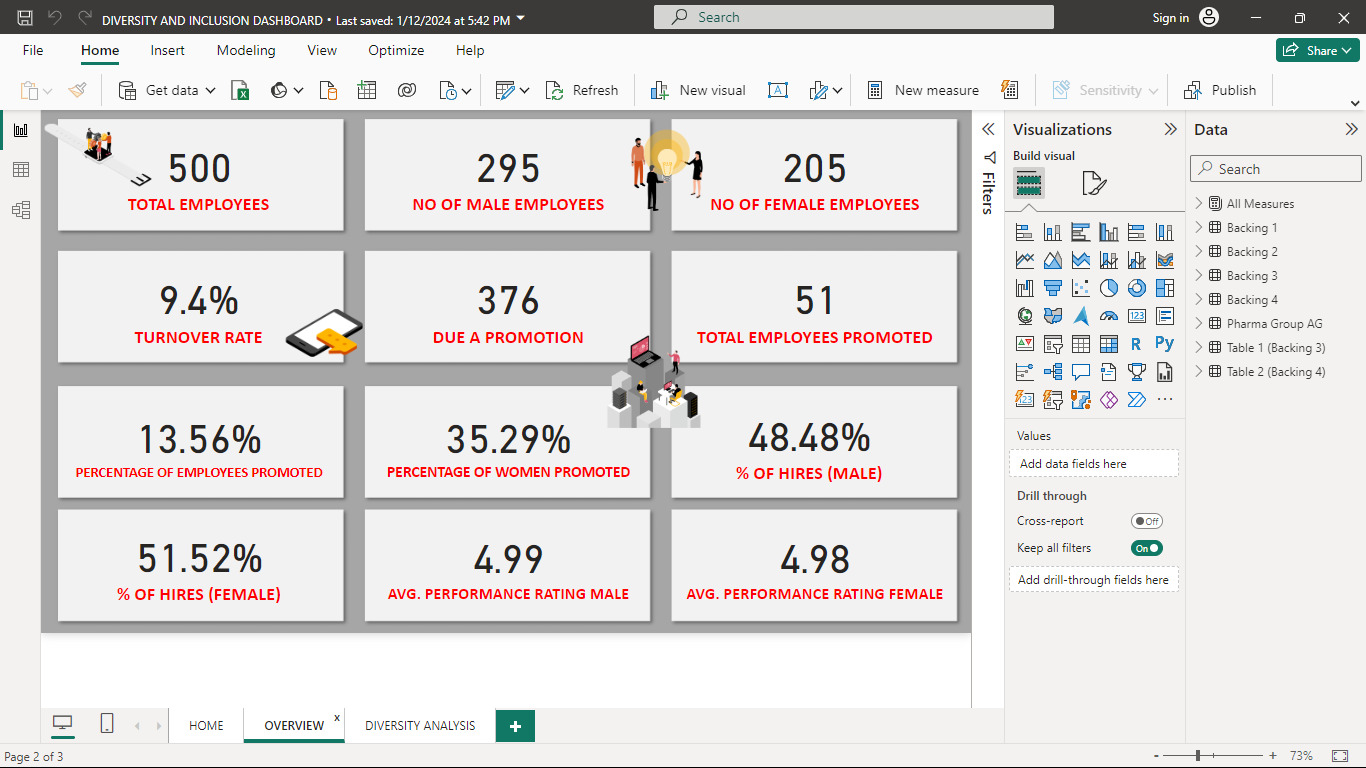 DIVERSITY AND INCLUSION DASHBOARD • Last saved: 1/12/2024 at 5:42 PM
Search
Sign in
File
Home
Insert
Modeling
View
Optimize
Help
Share
Get data
Refresh
New visual
New measure
Sensitivity
Publish
500
TOTAL EMPLOYEES
295
NO OF MALE EMPLOYEES
205
NO OF FEMALE EMPLOYEES
9.4%
TURNOVER RATE
376
DUE A PROMOTION
51
TOTAL EMPLOYEES PROMOTED
13.56%
PERCENTAGE OF EMPLOYEES PROMOTED
35.29%
PERCENTAGE OF WOMEN PROMOTED
48.48%
% OF HIRES (MALE)
51.52%
% OF HIRES (FEMALE)
4.99
AVG. PERFORMANCE RATING MALE
4.98
AVG. PERFORMANCE RATING FEMALE
Filters
Visualizations
Build visual
123
R
Py
123
Values
Add data fields here
Drill through
Cross-report
Off
Keep all filters
On
Add drill-through fields here
Data
Search
All Measures
Backing 1
Backing 2
Backing 3
Backing 4
Pharma Group AG
Table 1 (Backing 3)
Table 2 (Backing 4)
HOME
OVERVIEW
x
DIVERSITY ANALYSIS
+
Page 2 of 3
- + 73%